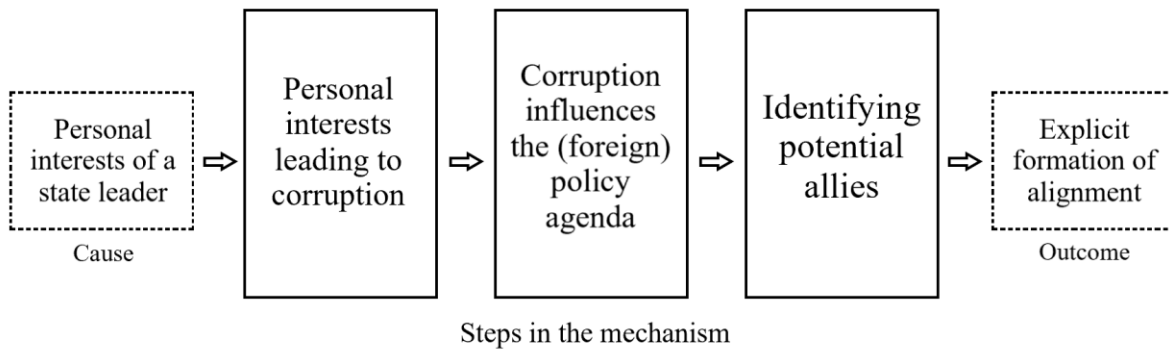 Personal
interests of a
state leader
Cause
Personal
interests
leading to
corruption
Corruption
influences
the (foreign)
policy
agenda
Identifying
potential
allies
Explicit
formation of
alignment
Outcome
Steps in the mechanism